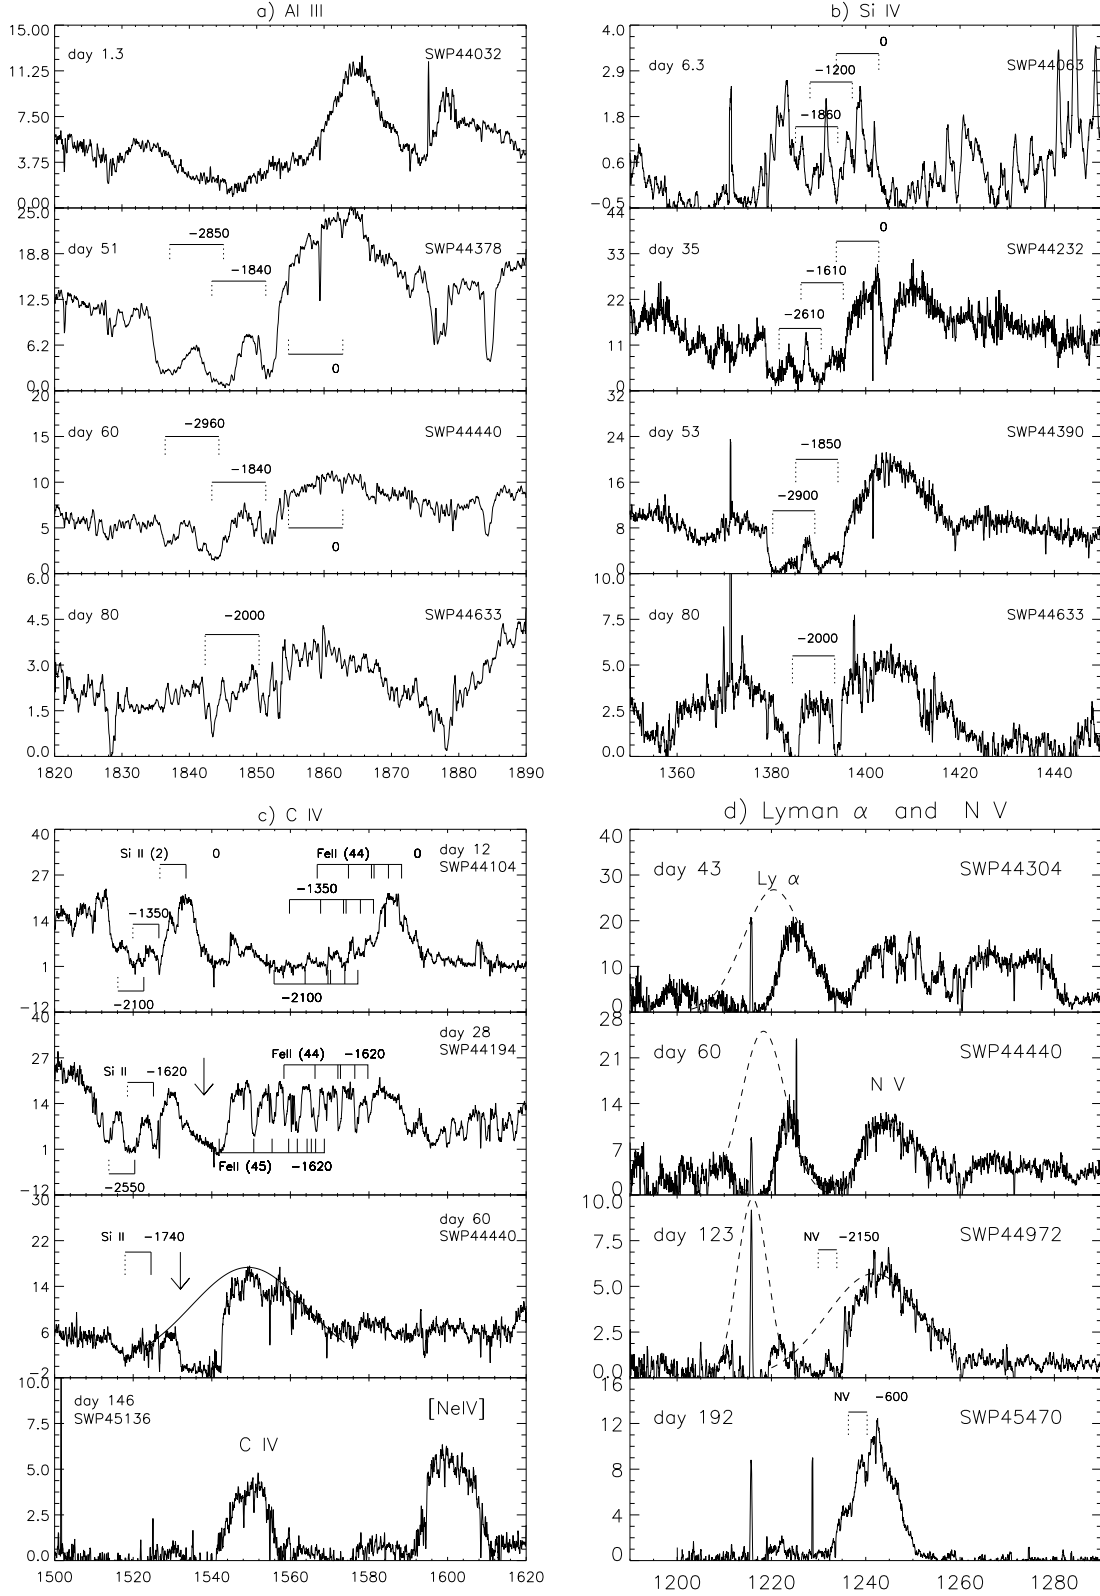 a) Al III
15.00
day 1.3
SWP44032
11.25
7.50
3.75
0.00
25.0
day 51
-2850
SWP44378
18.8
-1840
12.5
6.2
0
0.0
20
day 60
-2960
SWP44440
15
-1840
10
5
0
0
6.0
day 80
-2000
SWP44633
4.5
3.0
1.5
0.0
1820 1830 1840 1850 1860 1870 1880 1890
b) Si IV
4.0
0
day 6.3
-1200
SWP44063
2.9
-1860
1.8
0.6
-0.5
44
0
day 35
SWP44232
33
-1610
22
-2610
11
0
32
day 53
-1850
SWP44390
24
-2900
16
8
0
10.0
day 80
-2000
SWP44633
7.5
5.0
2.5
0.0
1360 1380 1400 1420 1440
c) C IV
40
Si II (2)
0
FeII (44)
0
day 12
SWP44104
27
-1350
-1350
14
1
-2100
-2100
-12
40
day 28
SWP44194
Si II
-1620
FeII (44)
-1620
27
14
1
FeII (45)
-1620
-2550
-12
30
day 60
SWP44440
Si II
-1740
22
14
6
-2
10.0
day 146
SWP45136
[NeIV]
7.5
C IV
5.0
2.5
0.0
1500 1520 1540 1560 1580 1600 1620
d) Lyman α and N V
40
day 43
Ly α
SWP44304
30
20
10
0
28
day 60
SWP44440
21
N V
14
7
0
10.0
day 123
NV
-2150
SWP44972
7.5
5.0
2.5
0.0
16
day 192
NV
-600
SWP45470
12
8
4
0
1200 1220 1240 1260 1280